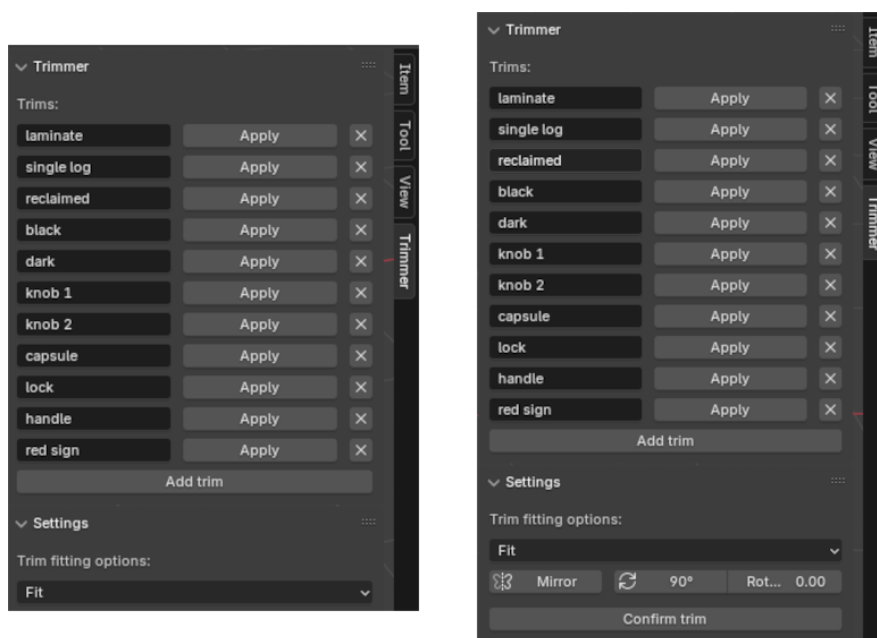 Trimmer
Trims:
laminate Apply
single log Apply
reclaimed Apply
black Apply
dark Apply
knob 1 Apply
knob 2 Apply
capsule Apply
lock Apply
handle Apply
red sign Apply
Add trim
Settings
Trim fitting options:
Fit
Item
Tool
View
Trimmer
Trimmer
Trims:
laminate Apply
single log Apply
reclaimed Apply
black Apply
dark Apply
knob 1 Apply
knob 2 Apply
capsule Apply
lock Apply
handle Apply
red sign Apply
Add trim
Settings
Trim fitting options:
Fit
Mirror 90° Rot... 0.00
Confirm trim
Item
Tool
View
Trimmer